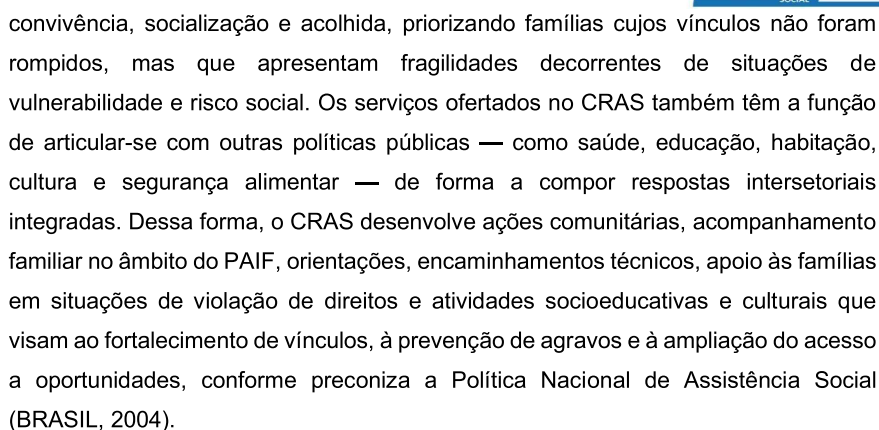 SOCIAL
convivência, socialização e acolhida, priorizando famílias cujos vínculos não foram
rompidos, mas que apresentam fragilidades decorrentes de situações de
vulnerabilidade e risco social. Os serviços ofertados no CRAS também têm a função
de articular-se com outras políticas públicas — como saúde, educação, habitação,
cultura e segurança alimentar — de forma a compor respostas intersetoriais
integradas. Dessa forma, o CRAS desenvolve ações comunitárias, acompanhamento
familiar no âmbito do PAIF, orientações, encaminhamentos técnicos, apoio às famílias
em situações de violação de direitos e atividades socioeducativas e culturais que
visam ao fortalecimento de vínculos, à prevenção de agravos e à ampliação do acesso
a oportunidades, conforme preconiza a Política Nacional de Assistência Social
(BRASIL, 2004).